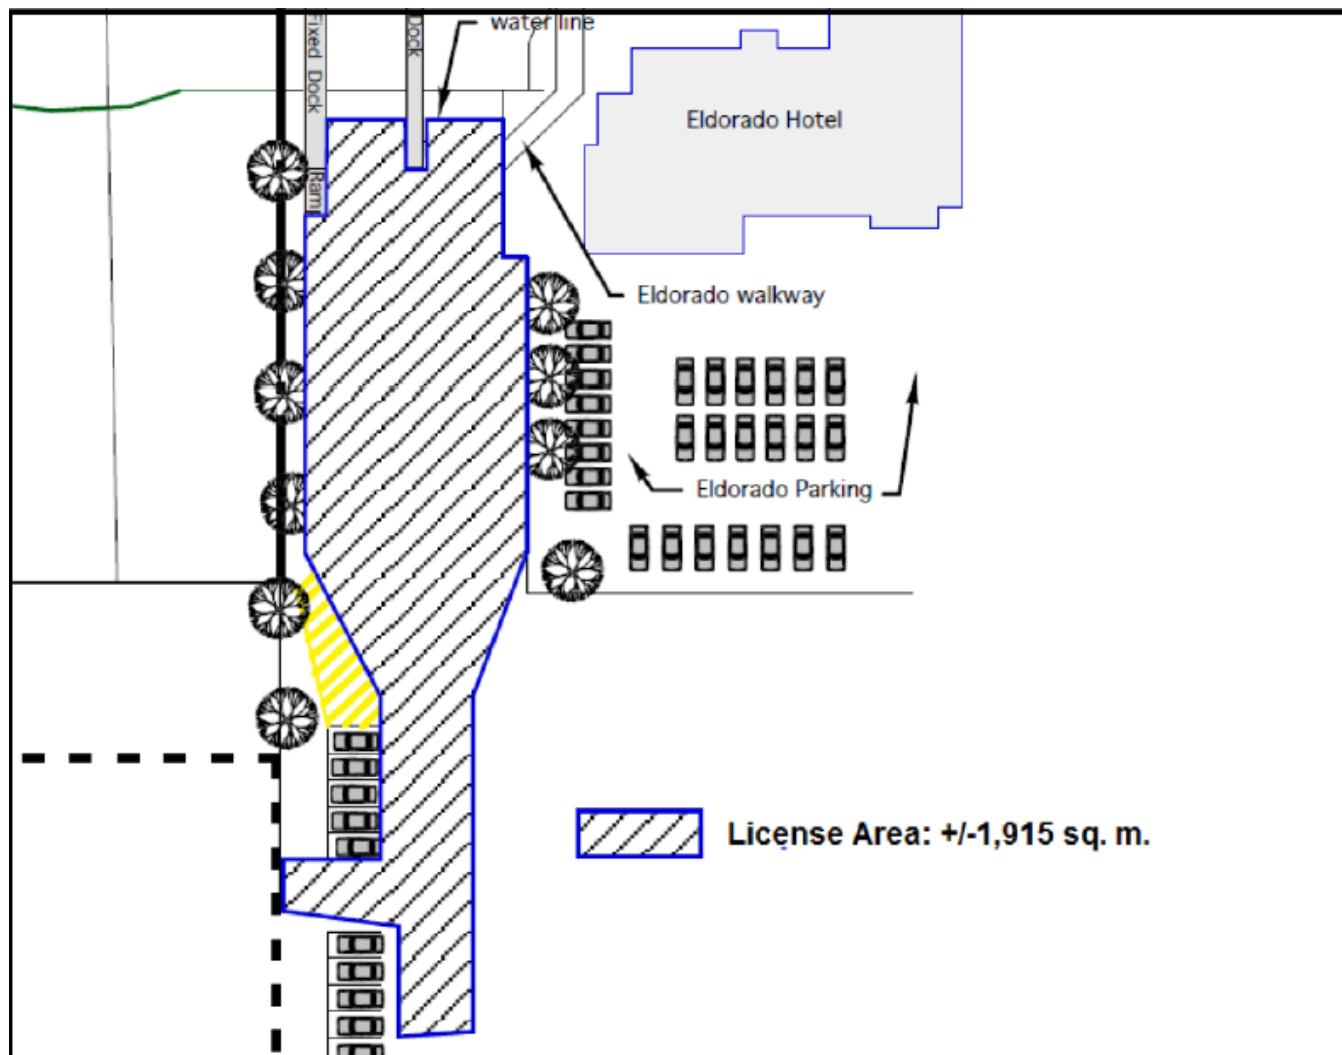 water line
Fixed Dock
Dock
Ramp
Eldorado Hotel
Eldorado walkway
Eldorado Parking
License Area: +/-1,915 sq. m.